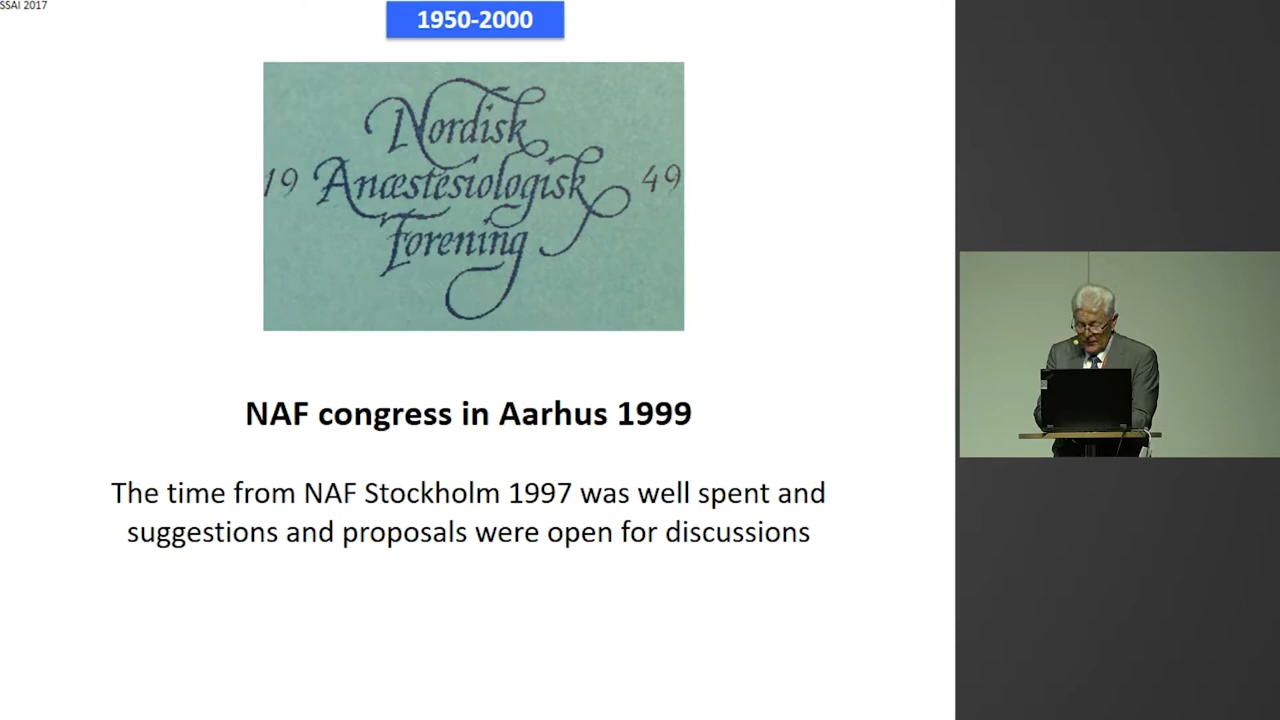 SSAI 2017
1950-2000
Nordisk
19 Anæstesiologisk 49
Forening
NAF congress in Aarhus 1999
The time from NAF Stockholm 1997 was well spent and
suggestions and proposals were open for discussions